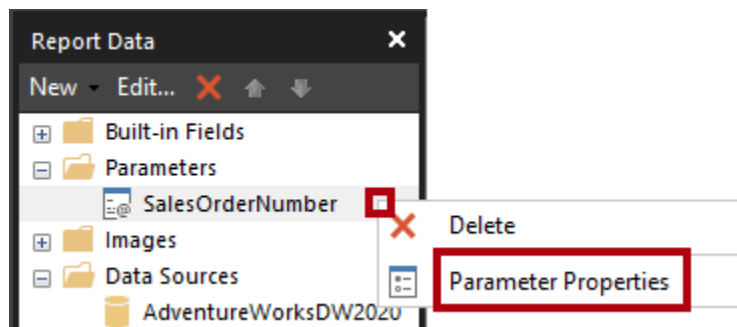 Report Data
New Edit...
Built-in Fields
Parameters
SalesOrderNumber
Delete
Images
Parameter Properties
Data Sources
AdventureWorksDW2020